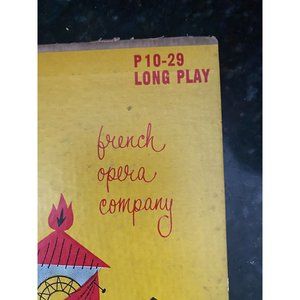 P10-29
LONG PLAY
french
opera
company